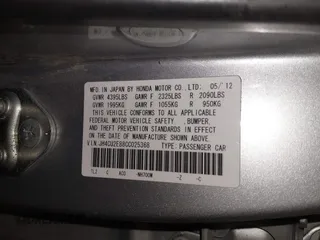 MFD. IN JAPAN BY HONDA MOTOR CO., LTD. 05/12
GVWR 4395LBS GAWR F 2325LBS R 2090LBS
GVWR 1995KG GAWR F 1055KG R 950KG
THIS VEHICLE CONFORMS TO ALL APPLICABLE
FEDERAL MOTOR VEHICLE SAFETY, BUMPER,
AND THEFT PREVENTION STANDARDS IN EFFECT
ON THE DATE OF MANUFACTURE SHOWN ABOVE
V.I.N: TYPE: PASSENGER CAR
NH700M